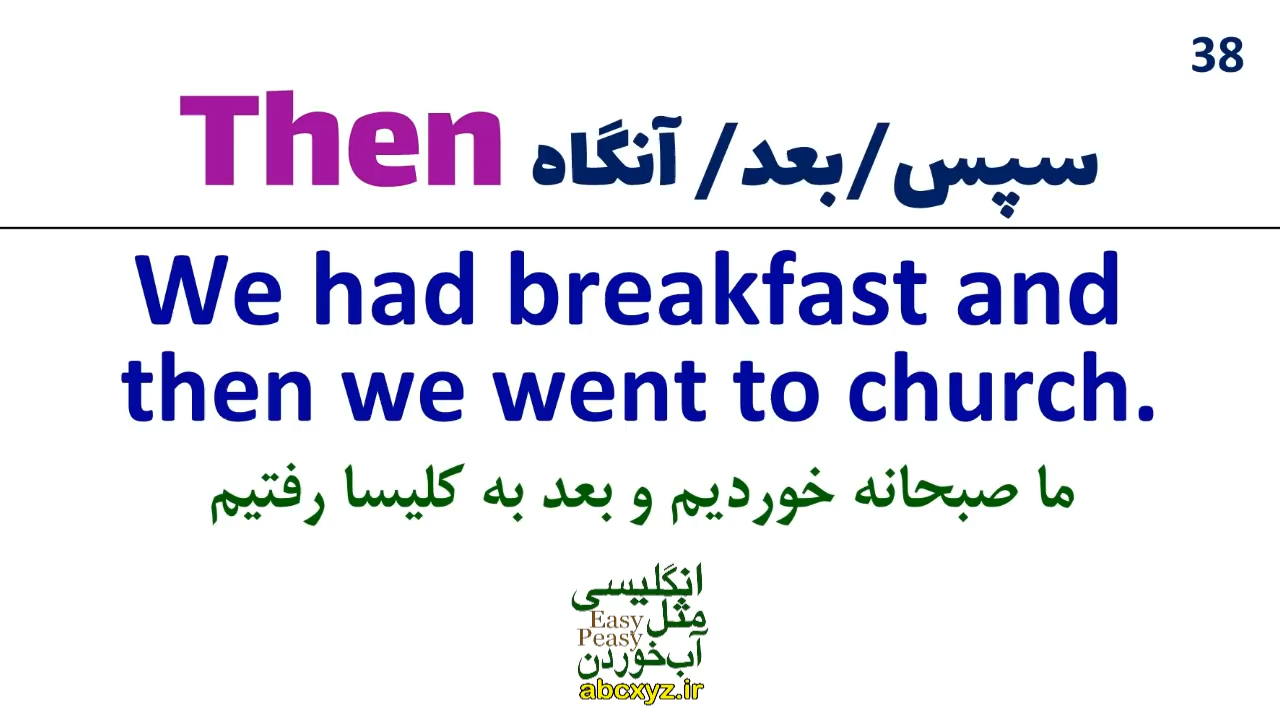 38
Then سپس/بعد/ آنگاه
We had breakfast and
then we went to church.
ما صبحانه خوردیم و بعد به کلیسا رفتیم
انگلیسی
مثل
Easy
Peasy
آب‌خوردن
abcxyz.ir